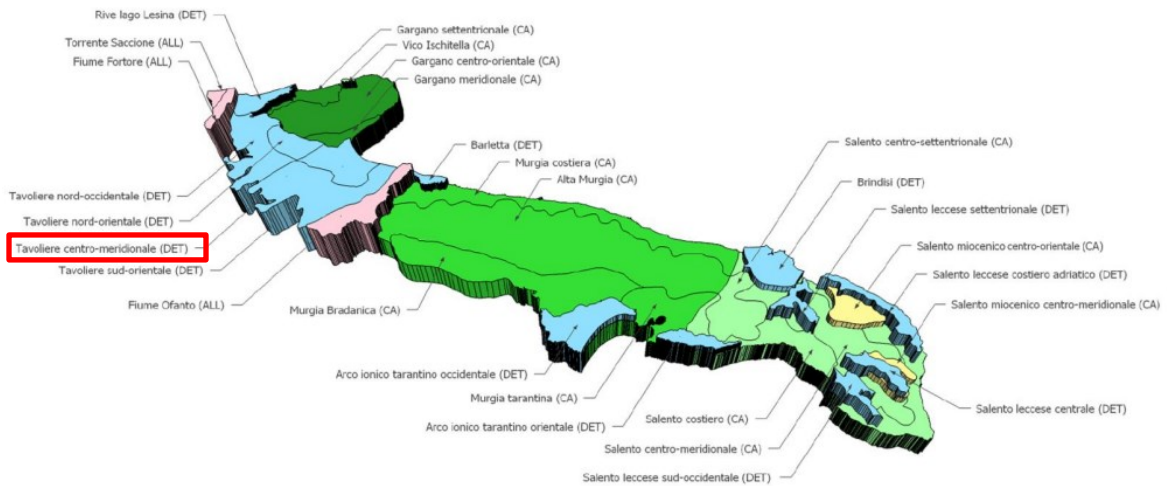 Rive lago Lesina (DET)
Torrente Saccione (ALL)
Fiume Fortore (ALL)
Gargano settentrionale (CA)
Vico Ischitella (CA)
Gargano centro-orientale (CA)
Gargano meridionale (CA)
Barletta (DET)
Murgia costiera (CA)
Alta Murgia (CA)
Salento centro-settentrionale (CA)
Brindisi (DET)
Salento leccese settentrionale (DET)
Salento miocenico centro-orientale (CA)
Salento leccese costiero adriatico (DET)
Salento miocenico centro-meridionale (CA)
Tavoliere nord-occidentale (DET)
Tavoliere nord-orientale (DET)
Tavoliere centro-meridionale (DET)
Tavoliere sud-orientale (DET)
Fiume Ofanto (ALL)
Murgia Bradanica (CA)
Arco ionico tarantino occidentale (DET)
Murgia tarantina (CA)
Arco ionico tarantino orientale (DET)
Salento costiero (CA)
Salento centro-meridionale (CA)
Salento leccese sud-occidentale (DET)
Salento leccese centrale (DET)